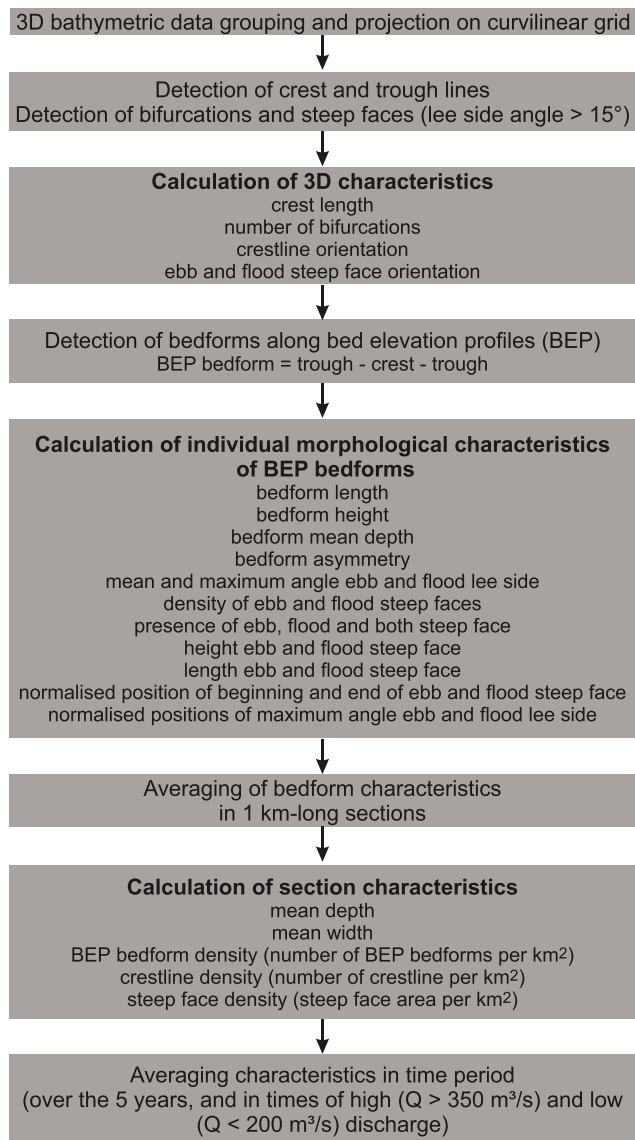 3D bathymetric data grouping and projection on curvilinear grid
Detection of crest and trough lines
Detection of bifurcations and steep faces (lee side angle > 15°)
Calculation of 3D characteristics
crest length
number of bifurcations
crestline orientation
ebb and flood steep face orientation
Detection of bedforms along bed elevation profiles (BEP)
BEP bedform = trough - crest - trough
Calculation of individual morphological characteristics
of BEP bedforms
bedform length
bedform height
bedform mean depth
bedform asymmetry
mean and maximum angle ebb and flood lee side
density of ebb and flood steep faces
presence of ebb, flood and both steep face
height ebb and flood steep face
length ebb and flood steep face
normalised position of beginning and end of ebb and flood steep face
normalised positions of maximum angle ebb and flood lee side
Averaging of bedform characteristics
in 1 km-long sections
Calculation of section characteristics
mean depth
mean width
BEP bedform density (number of BEP bedforms per km²)
crestline density (number of crestline per km²)
steep face density (steep face area per km²)
Averaging characteristics in time period
(over the 5 years, and in times of high (Q > 350 m³/s) and low
(Q < 200 m³/s) discharge)